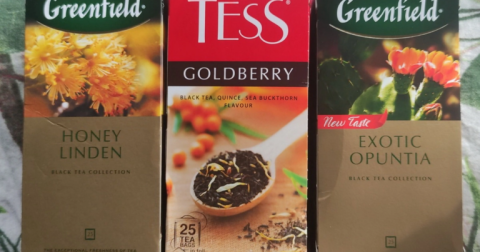 Greenfield
HONEY
LINDEN
BLACK TEA COLLECTION
TESS
GOLDBERRY
BLACK TEA, QUINCE, SEA BUCKTHORN
FLAVOUR
25
TEA
BAGS
Greenfield
New Taste
EXOTIC
OPUNTIA
BLACK TEA COLLECTION